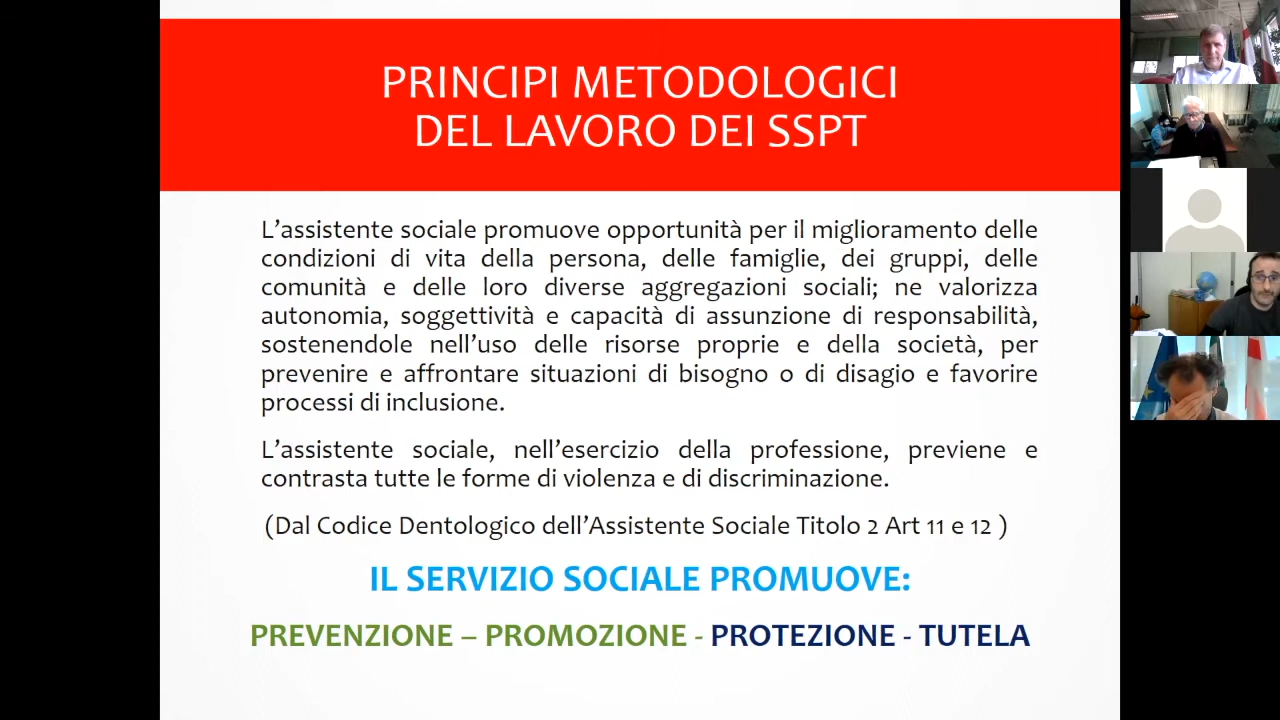 PRINCIPI METODOLOGICI
DEL LAVORO DEI SSPT
L'assistente sociale promuove opportunità per il miglioramento delle
condizioni di vita della persona, delle famiglie, dei gruppi, delle
comunità e delle loro diverse aggregazioni sociali; ne valorizza
autonomia, soggettività e capacità di assunzione di responsabilità,
sostenendole nell'uso delle risorse proprie e della società, per
prevenire e affrontare situazioni di bisogno o di disagio e favorire
processi di inclusione.
L'assistente sociale, nell'esercizio della professione, previene e
contrasta tutte le forme di violenza e di discriminazione.
(Dal Codice Dentologico dell'Assistente Sociale Titolo 2 Art 11 e 12 )
IL SERVIZIO SOCIALE PROMUOVE:
PREVENZIONE – PROMOZIONE - PROTEZIONE - TUTELA